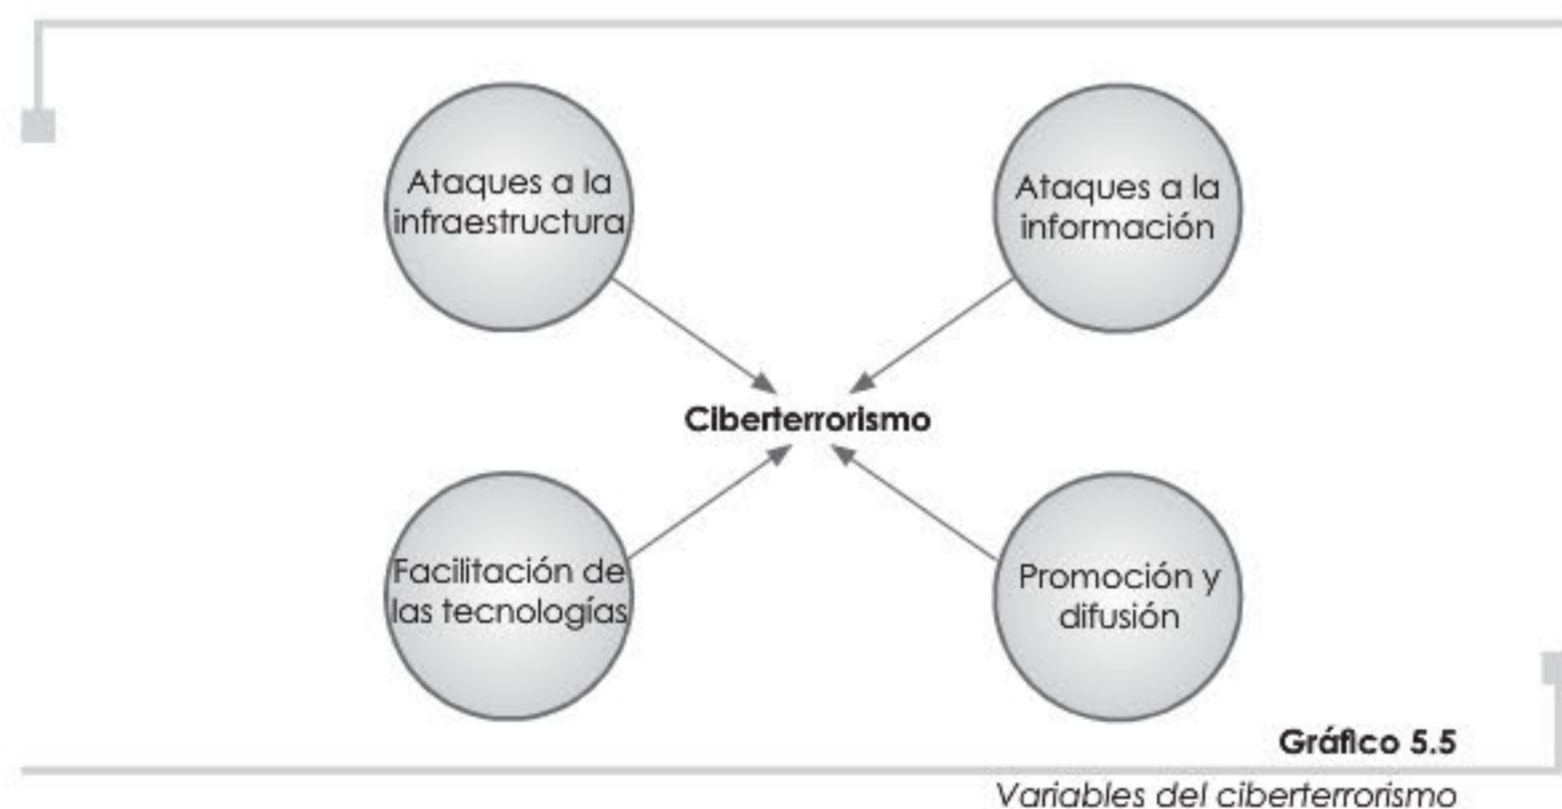 Ataques a la
infraestructura
Ataques a la
información
Ciberterrorismo
Facilitación de
las tecnologías
Promoción y
difusión
Gráfico 5.5
Variables del ciberterrorismo